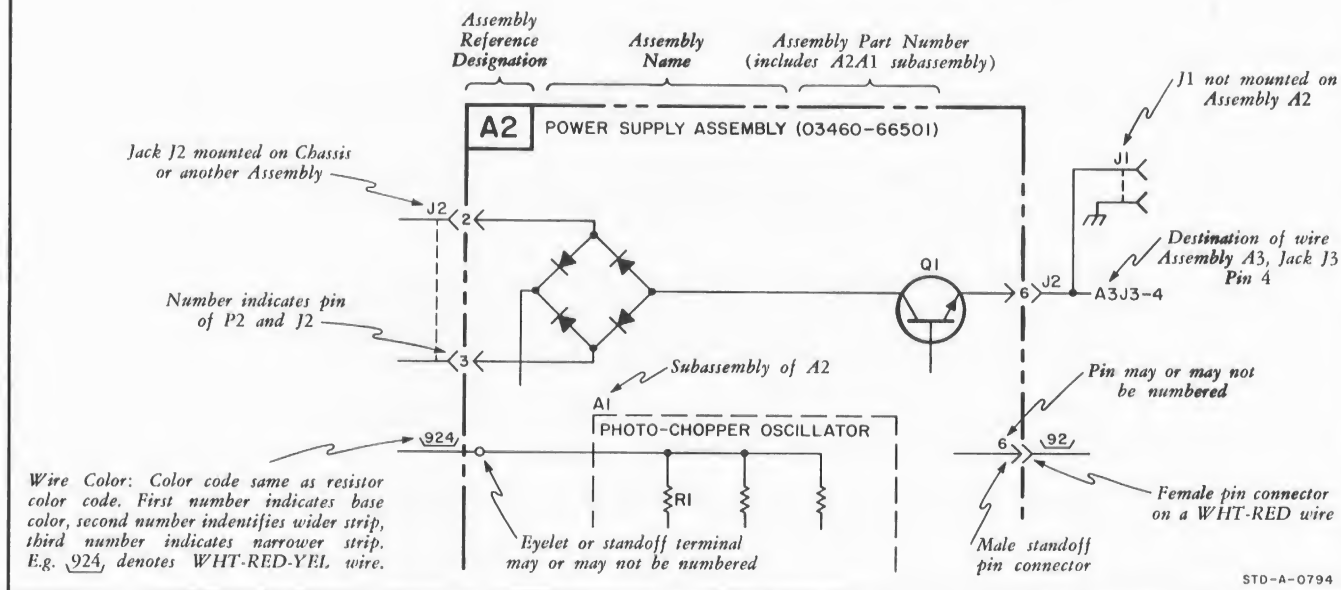 Assembly
Reference
Designation
Assembly
Name
Assembly Part Number
(includes A2A1 subassembly)
J1 not mounted on
Assembly A2
A2
POWER SUPPLY ASSEMBLY (03460-66501)
Jack J2 mounted on Chassis
or another Assembly
J1
J2
2
Destination of wire
Assembly A3, Jack J3
Pin 4
Q1
6
J2
A3J3-4
Number indicates pin
of P2 and J2
3
Subassembly of A2
Pin may or may not
be numbered
A1
PHOTO-CHOPPER OSCILLATOR
924
6
92
Wire Color: Color code same as resistor
color code. First number indicates base
color, second number indentifies wider strip,
third number indicates narrower strip.
E.g. 924 denotes WHT-RED-YEL wire.
R1
Eyelet or standoff terminal
may or may not be numbered
Male standoff
pin connector
Female pin connector
on a WHT-RED wire
STD-A-0794